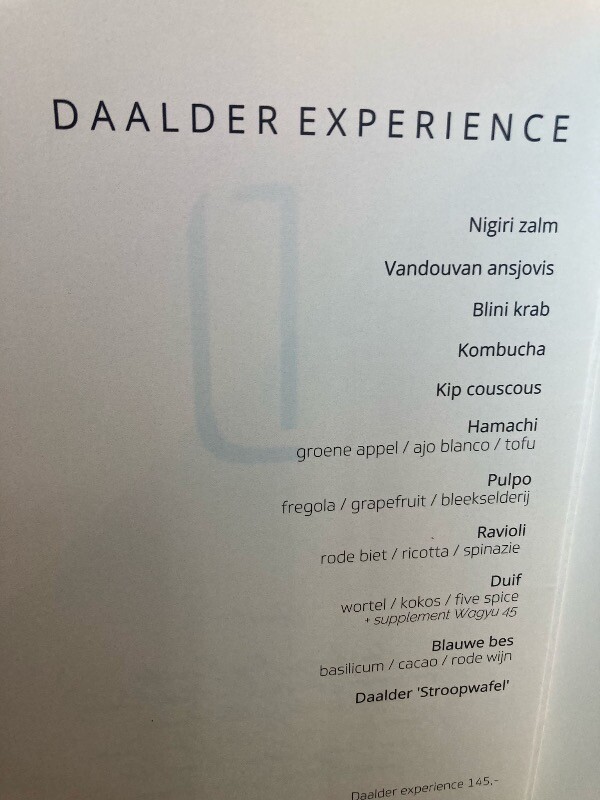 DAALDER EXPERIENCE
Nigiri zalm
Vandouvan ansjovis
Blini krab
Kombucha
Kip couscous
Hamachi
groene appel / ajo blanco / tofu
Pulpo
fregola / grapefruit / bleekselderij
Ravioli
rode biet / ricotta / spinazie
Duif
wortel / kokos / five spice
+ supplement Wagyu 45
Blauwe bes
basilicum / cacao / rode wijn
Daalder 'Stroopwafel'
Daalder experience 145,-